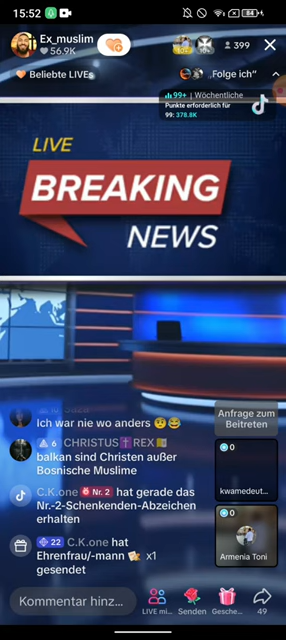 15:52
84
Ex_muslim
56.9K
399
Beliebte LIVEs
„Folge ich“
99+ | Wöchentliche
Punkte erforderlich für
99: 378.8K
LIVE
BREAKING
NEWS
Ich war nie wo anders 🤨😂
6 CHRISTUS✝️REX🇻🇦
balkan sind Christen außer
Bosnische Muslime
C.K.one Nr. 2 hat gerade das
Nr.-2-Schenkenden-Abzeichen
erhalten
22 C.K.one hat
Ehrenfrau/-mann x1
gesendet
Anfrage zum
Beitreten
0
kwamedeut...
0
Armenia Toni
Kommentar hinz...
LIVE mi...
Senden
Gesche...
49